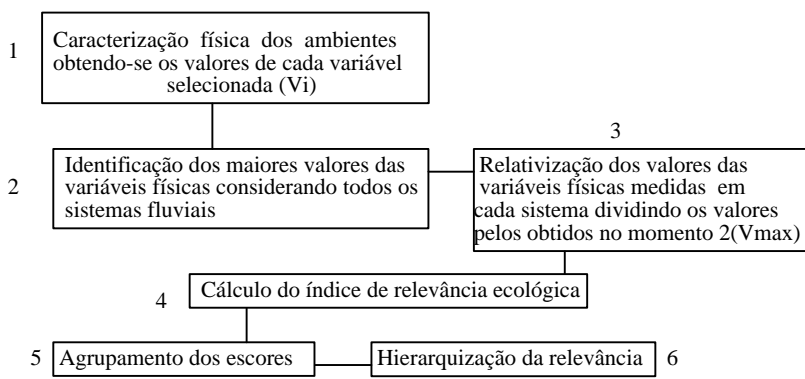 1
Caracterização física dos ambientes
obtendo-se os valores de cada variável
selecionada (Vi)
2
Identificação dos maiores valores das
variáveis físicas considerando todos os
sistemas fluviais
3
Relativização dos valores das
variáveis físicas medidas em
cada sistema dividindo os valores
pelos obtidos no momento 2(Vmax)
4
Cálculo do índice de relevância ecológica
5
Agrupamento dos escores
Hierarquização da relevância
6